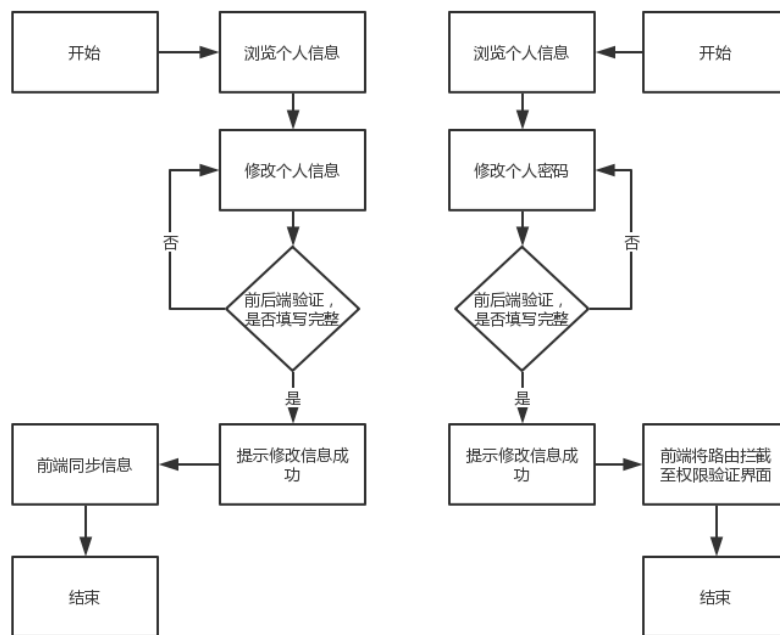 开始
浏览个人信息
浏览个人信息
开始
修改个人信息
修改个人密码
否
否
前后端验证，
是否填写完整
前后端验证，
是否填写完整
是
是
前端同步信息
提示修改信息成
功
提示修改信息成
功
前端将路由拦截
至权限验证界面
结束
结束